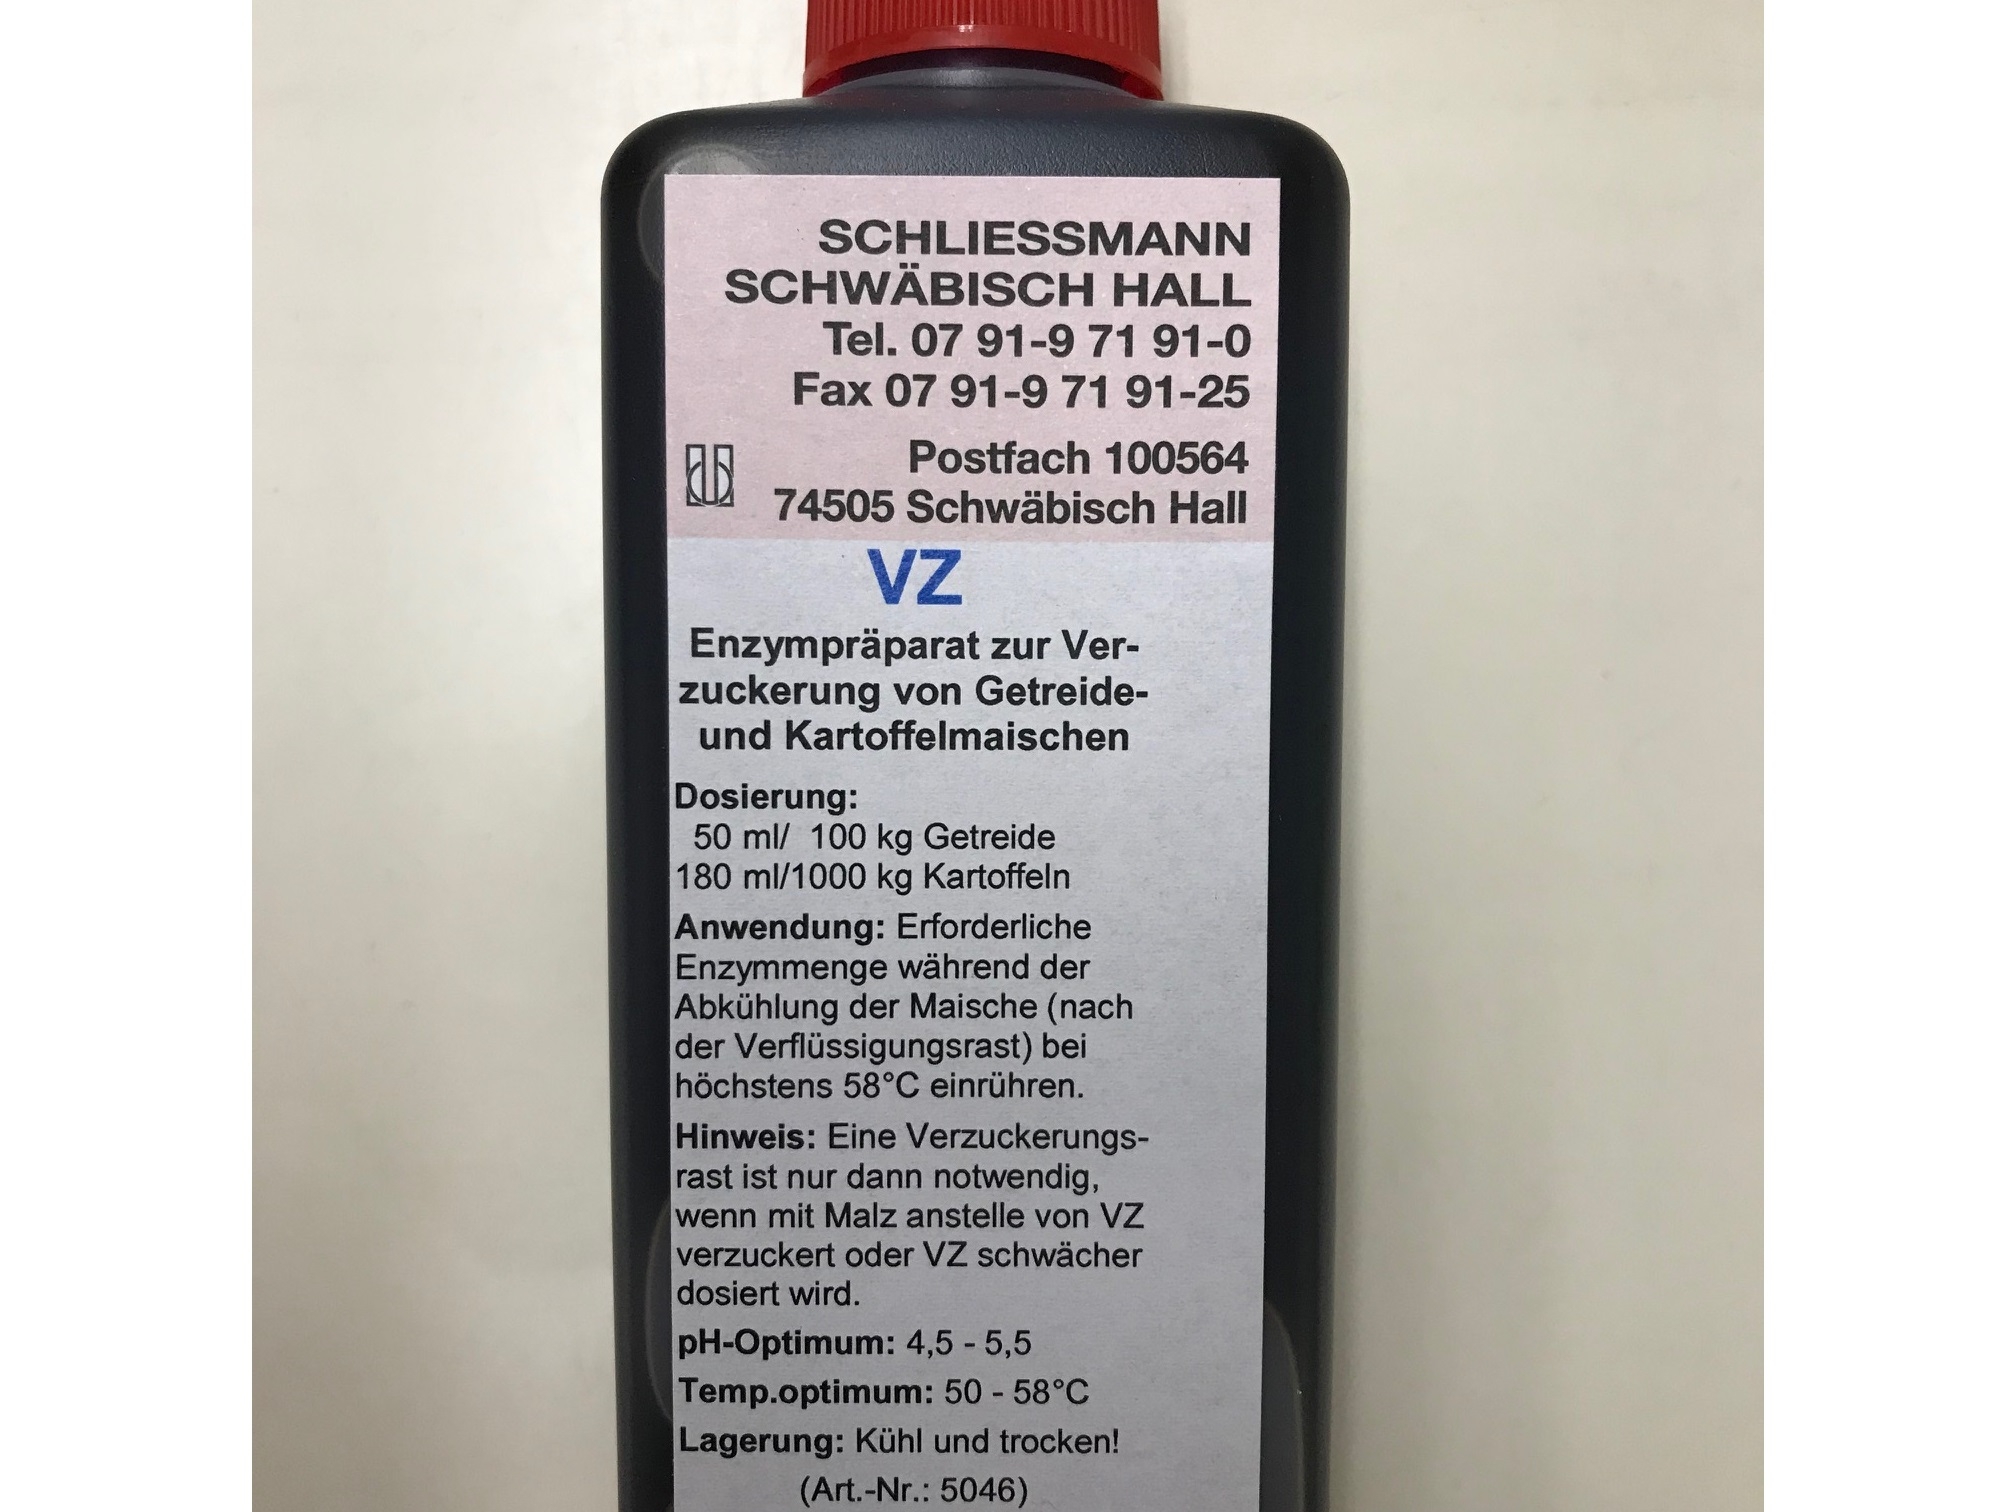 SCHLIESSMANN
SCHWÄBISCH HALL
Tel. 07 91-9 71 91-0
Fax 07 91-9 71 91-25
Postfach 100564
74505 Schwäbisch Hall
VZ
Enzympräparat zur Ver-
zuckerung von Getreide-
und Kartoffelmaischen
Dosierung:
50 ml/ 100 kg Getreide
180 ml/1000 kg Kartoffeln
Anwendung: Erforderliche
Enzymmenge während der
Abkühlung der Maische (nach
der Verflüssigungsrast) bei
höchstens 58°C einrühren.
Hinweis: Eine Verzuckerungs-
rast ist nur dann notwendig,
wenn mit Malz anstelle von VZ
verzuckert oder VZ schwächer
dosiert wird.
pH-Optimum: 4,5 - 5,5
Temp.optimum: 50 - 58°C
Lagerung: Kühl und trocken!
(Art.-Nr.: 5046)